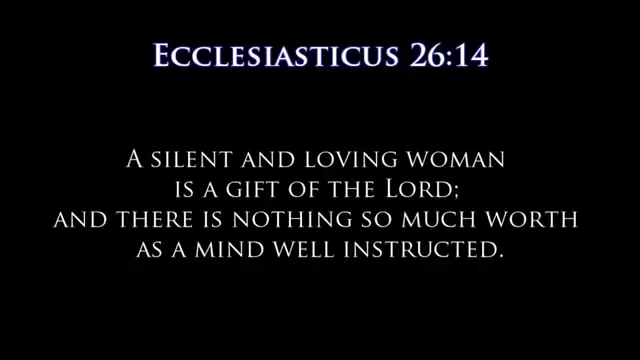 Ecclesiasticus 26:14
A silent and loving woman
is a gift of the Lord;
and there is nothing so much worth
as a mind well instructed.